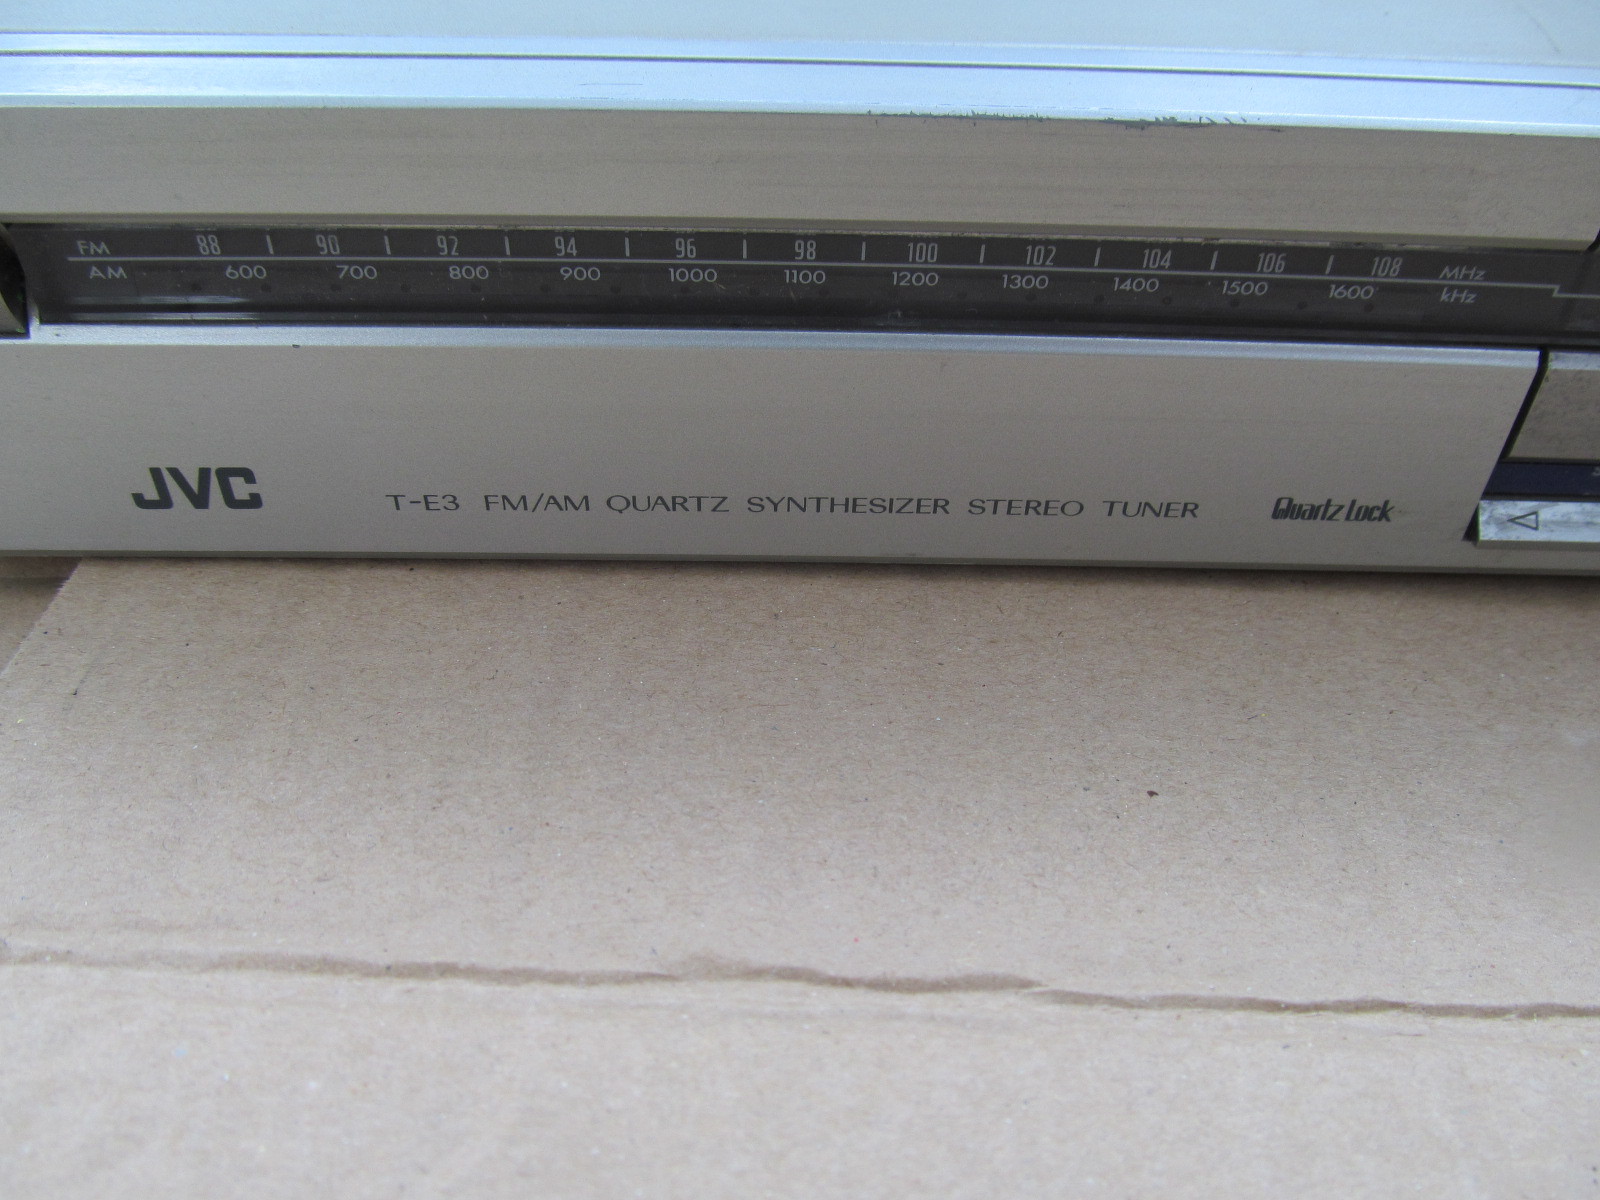 FM 88 90 92 94 96 98 100 102 104 106 108 MHz
AM 600 700 800 900 1000 1100 1200 1300 1400 1500 1600 kHz
JVC T-E3 FM/AM QUARTZ SYNTHESIZER STEREO TUNER Quartz Lock